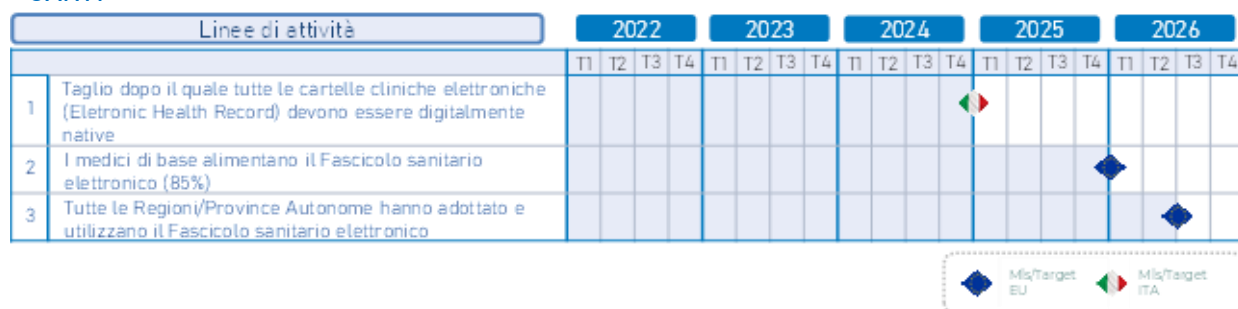 Linee di attività 2022 2023 2024 2025 2026
T1 T2 T3 T4 T1 T2 T3 T4 T1 T2 T3 T4 T1 T2 T3 T4 T1 T2 T3 T4
1 Taglio dopo il quale tutte le cartelle cliniche elettroniche
(Eletronic Health Record) devono essere digitalmente
native
2 I medici di base alimentano il Fascicolo sanitario
elettronico (85%)
3 Tutte le Regioni/Province Autonome hanno adottato e
utilizzano il Fascicolo sanitario elettronico
Mls/Target
EU
Mls/Target
ITA